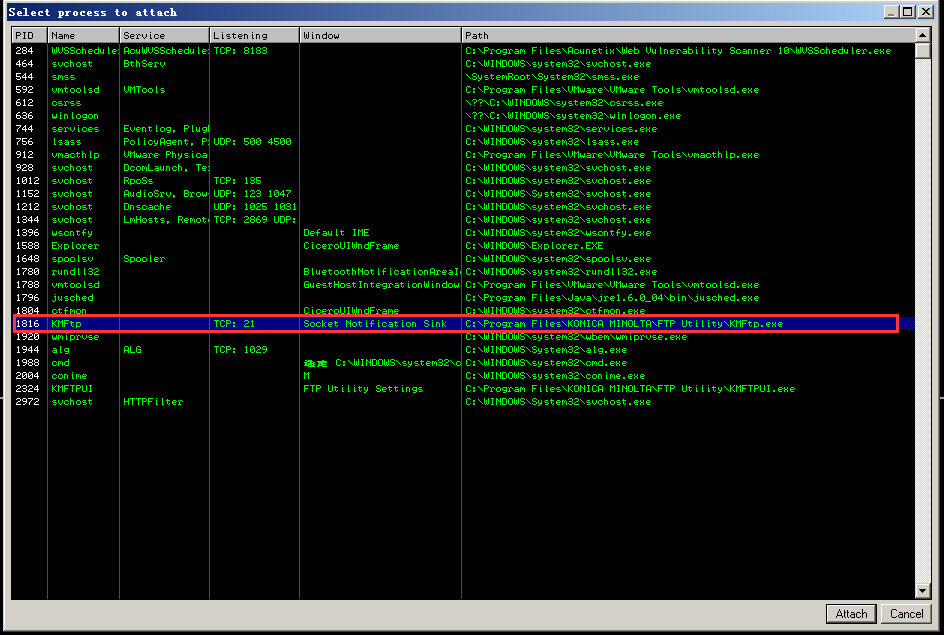 Select process to attach
PID Name Service Listening Window Path
284 WVSScheduler AcuWVSScheduler TCP: 8183 C:\Program Files\Acunetix\Web Vulnerability Scanner 10\WVSScheduler.exe
464 svchost BthServ C:\WINDOWS\system32\svchost.exe
544 smss \SystemRoot\System32\smss.exe
592 vmtoolsd VMTools C:\Program Files\VMware\VMware Tools\vmtoolsd.exe
612 csrss \??\C:\WINDOWS\system32\csrss.exe
636 winlogon \??\C:\WINDOWS\system32\winlogon.exe
744 services Eventlog, Plug C:\WINDOWS\system32\services.exe
756 lsass PolicyAgent, P UDP: 500 4500 C:\WINDOWS\system32\lsass.exe
912 vmacthlp VMware Physica C:\Program Files\VMware\VMware Tools\vmacthlp.exe
928 svchost DcomLaunch, Te C:\WINDOWS\system32\svchost.exe
1012 svchost RpcSs TCP: 135 C:\WINDOWS\system32\svchost.exe
1152 svchost AudioSrv, Brow UDP: 123 1047 C:\WINDOWS\System32\svchost.exe
1212 svchost Dnscache UDP: 1025 1031 C:\WINDOWS\system32\svchost.exe
1344 svchost LmHosts, Remot TCP: 2869 UDP: C:\WINDOWS\system32\svchost.exe
1396 wscntfy Default IME C:\WINDOWS\system32\wscntfy.exe
1588 Explorer CiceroUIWndFrame C:\WINDOWS\Explorer.EXE
1648 spoolsv Spooler C:\WINDOWS\system32\spoolsv.exe
1780 rundll32 BluetoothNotificationAreaI C:\WINDOWS\system32\rundll32.exe
1788 vmtoolsd GuestHostIntegrationWindow C:\Program Files\VMware\VMware Tools\vmtoolsd.exe
1796 jusched C:\Program Files\Java\jre1.6.0_04\bin\jusched.exe
1804 ctfmon CiceroUIWndFrame C:\WINDOWS\system32\ctfmon.exe
1816 KMFtp TCP: 21 Socket Notification Sink C:\Program Files\KONICA MINOLTA\FTP Utility\KMFtp.exe
1920 wmiprvse C:\WINDOWS\system32\wbem\wmiprvse.exe
1944 alg ALG TCP: 1029 C:\WINDOWS\System32\alg.exe
1988 cmd C:\WINDOWS\system32\c C:\WINDOWS\system32\cmd.exe
2004 conime M C:\WINDOWS\system32\conime.exe
2324 KMFTPUI FTP Utility Settings C:\Program Files\KONICA MINOLTA\FTP Utility\KMFTPUI.exe
2972 svchost HTTPFilter C:\WINDOWS\System32\svchost.exe
Attach Cancel